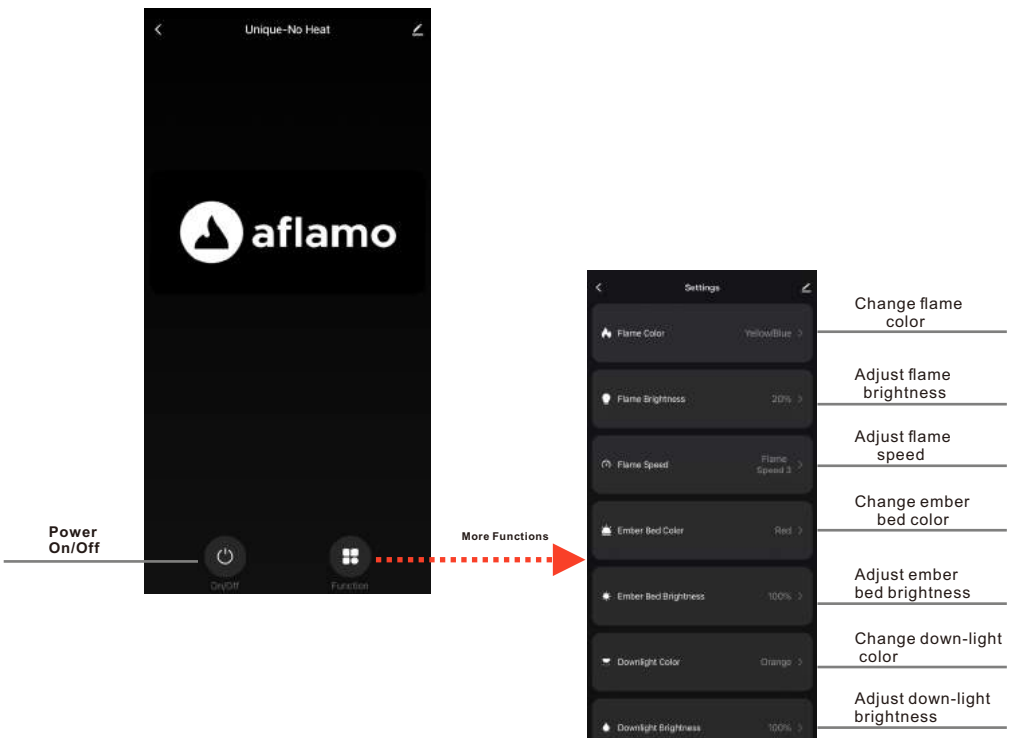 Unique-No Heat
aflamo
Power
On/Off
On/Off
Function
More Functions
Settings
Flame Color
Yellow/Blue
Flame Brightness
20%
Flame Speed
Flame
Speed 3
Ember Bed Color
Red
Ember Bed Brightness
100%
Downlight Color
Orange
Downlight Brightness
100%
Change flame
color
Adjust flame
brightness
Adjust flame
speed
Change ember
bed color
Adjust ember
bed brightness
Change down-light
color
Adjust down-light
brightness